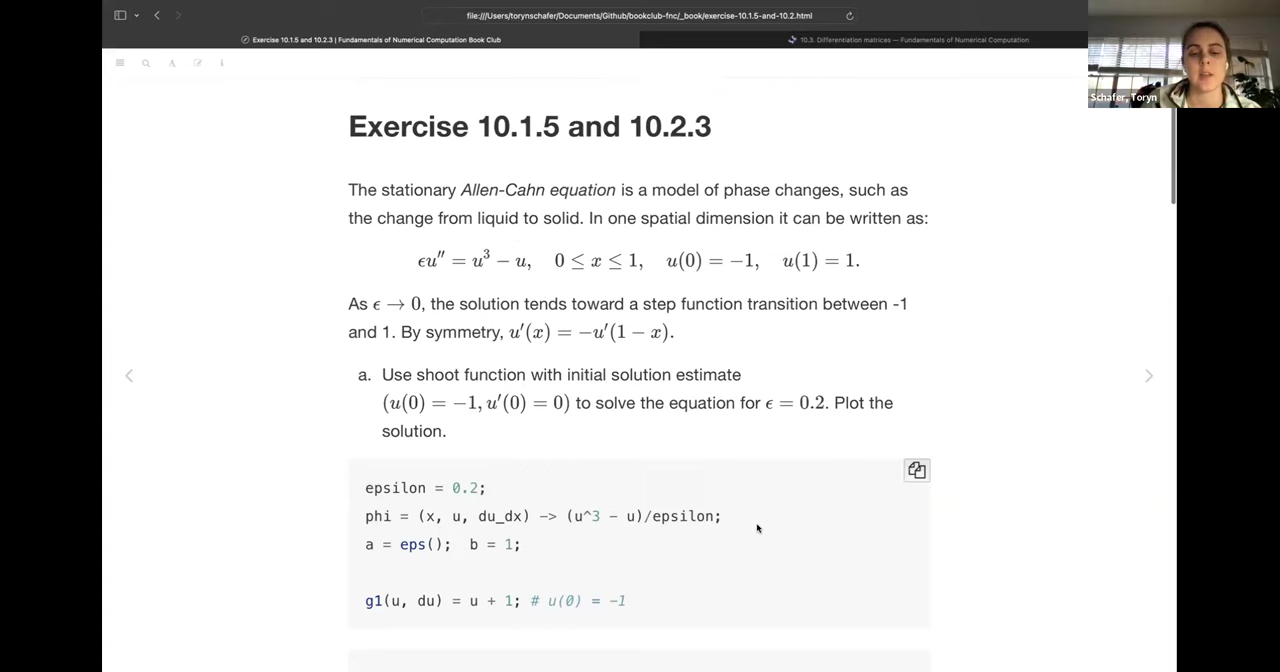 file:///Users/torynschafer/Documents/Github/bookclub-fnc/_book/exercise-10.1.5-and-10.2.html
Exercise 10.1.5 and 10.2.3 | Fundamentals of Numerical Computation Book Club
10.3. Differentiation matrices — Fundamentals of Numerical Computation
Schafer, Toryn
Exercise 10.1.5 and 10.2.3
The stationary Allen-Cahn equation is a model of phase changes, such as
the change from liquid to solid. In one spatial dimension it can be written as:
ϵu″ = u³ − u, 0 ≤ x ≤ 1, u(0) = −1, u(1) = 1.
As ϵ → 0, the solution tends toward a step function transition between -1
and 1. By symmetry, u′(x) = −u′(1 − x).
a. Use shoot function with initial solution estimate
(u(0) = −1, u′(0) = 0) to solve the equation for ϵ = 0.2. Plot the
solution.
epsilon = 0.2;
phi = (x, u, du_dx) -> (u^3 - u)/epsilon;
a = eps(); b = 1;
g1(u, du) = u + 1; # u(0) = -1